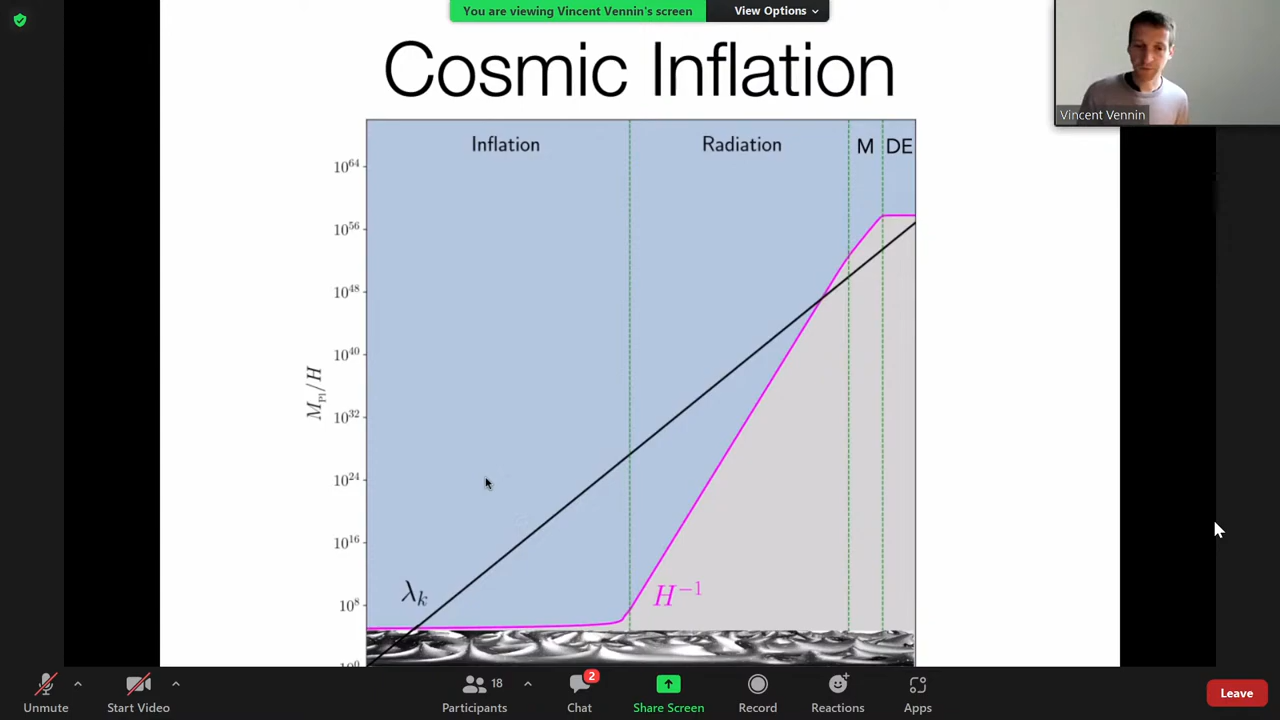 You are viewing Vincent Vennin's screen
View Options
Cosmic Inflation
Vincent Vennin
Inflation
Radiation
M
DE
10^64
10^56
10^48
10^40
10^32
10^24
10^16
10^8
10^0
M_Pl/H
λ_k
H^−1
Unmute
Start Video
18
Participants
2
Chat
Share Screen
Record
Reactions
Apps
Leave